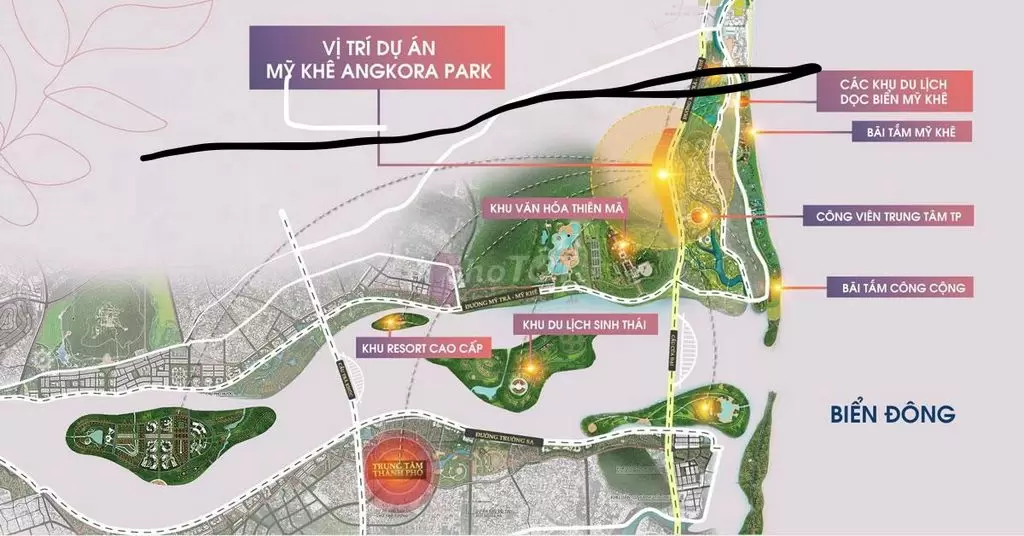 VỊ TRÍ DỰ ÁN
MỸ KHÊ ANGKORA PARK
CÁC KHU DU LỊCH
DỌC BIỂN MỸ KHÊ
BÃI TẮM MỸ KHÊ
KHU VĂN HÓA THIÊN MÃ
CÔNG VIÊN TRUNG TÂM TP
BÃI TẮM CÔNG CỘNG
ĐƯỜNG MỸ TRÀ - MỸ KHÊ
KHU DU LỊCH SINH THÁI
KHU RESORT CAO CẤP
BIỂN ĐÔNG
ĐƯỜNG TRƯỜNG SA
TRUNG TÂM
THÀNH PHỐ